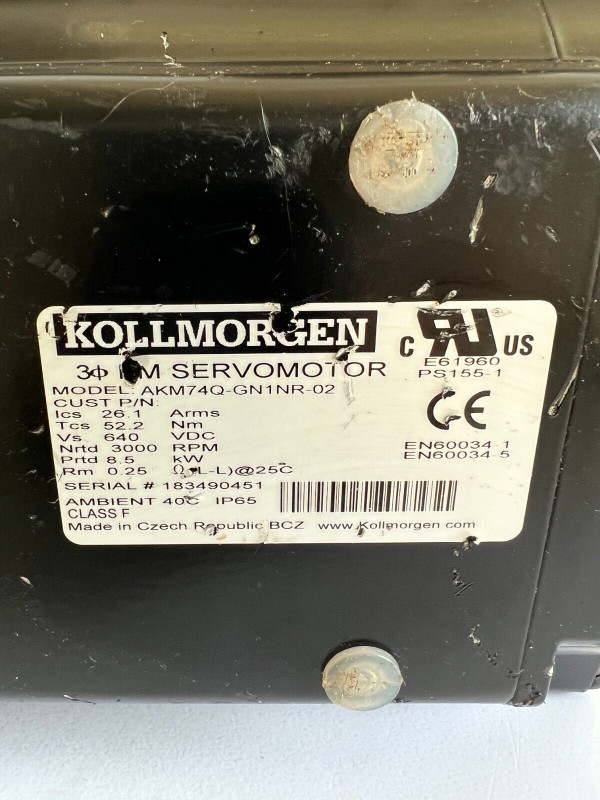 KOLLMORGEN
C RU US ®
E61960
3ϕ PM SERVOMOTOR
PS155-1
MODEL: AKM74Q-GN1NR-02
CUST P/N:
Ics 26.1 Arms
CE
Tcs 52.2 Nm
Vs 640 VDC
Nrtd 3000 RPM
EN60034-1
Prtd 8.5 kW
EN60034-5
Rm 0.25 Ω(L-L)@25C
SERIAL # 183490451
AMBIENT 40C IP65
CLASS F
Made in Czech Republic BCZ www.Kollmorgen.com